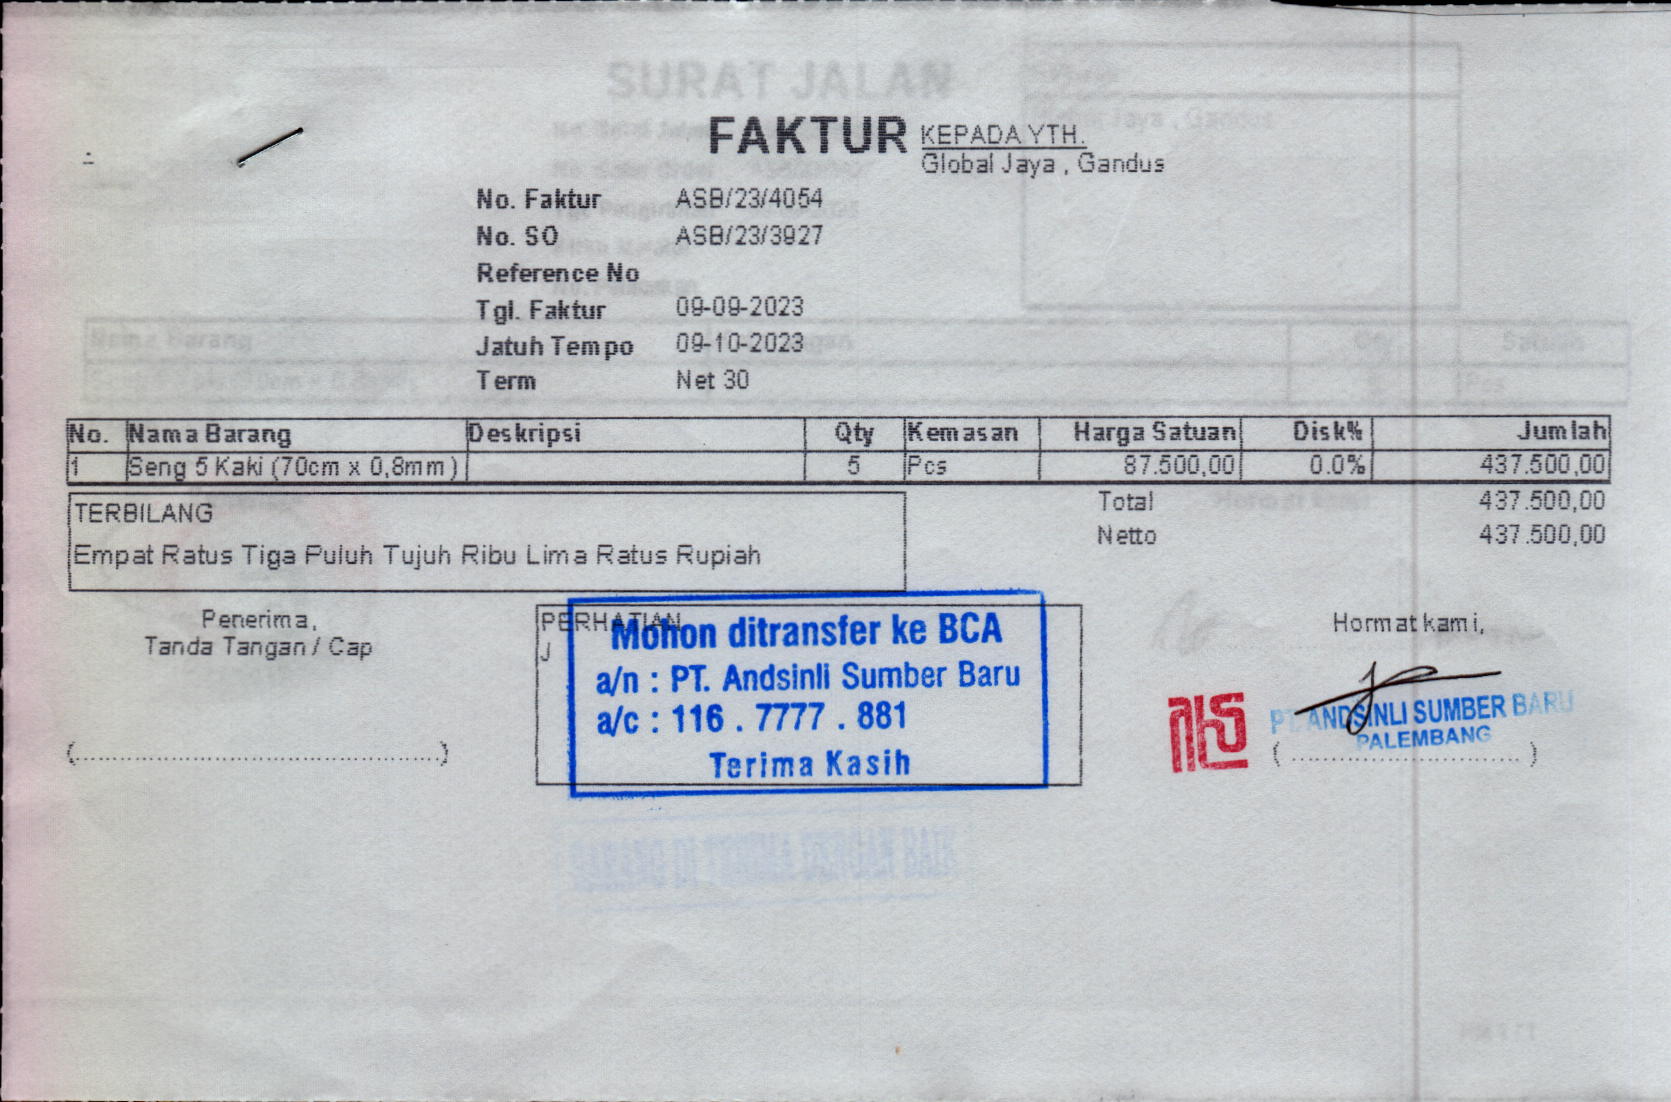 SURAT JALAN
FAKTUR
KEPADA YTH.
Global Jaya , Gandus
No. Faktur ASB/23/4054
No. SO ASB/23/3927
Reference No
Tgl. Faktur 09-09-2023
Jatuh Tempo 09-10-2023
Term Net 30
No. Nama Barang Deskripsi Qty Kemasan Harga Satuan Disk% Jumlah
1 Seng 5 Kaki (70cm x 0,8mm) 5 Pcs 87.500,00 0.0% 437.500,00
TERBILANG
Empat Ratus Tiga Puluh Tujuh Ribu Lima Ratus Rupiah
Total 437.500,00
Netto 437.500,00
Penerima,
Tanda Tangan / Cap
PERHATIAN
J
Mohon ditransfer ke BCA
a/n : PT. Andsinli Sumber Baru
a/c : 116 . 7777 . 881
Terima Kasih
Hormat kami,
PT. ANDSINLI SUMBER BARU
PALEMBANG
(..............................................)
( .............................. )
BARANG DI TERIMA DENGAN BAIK